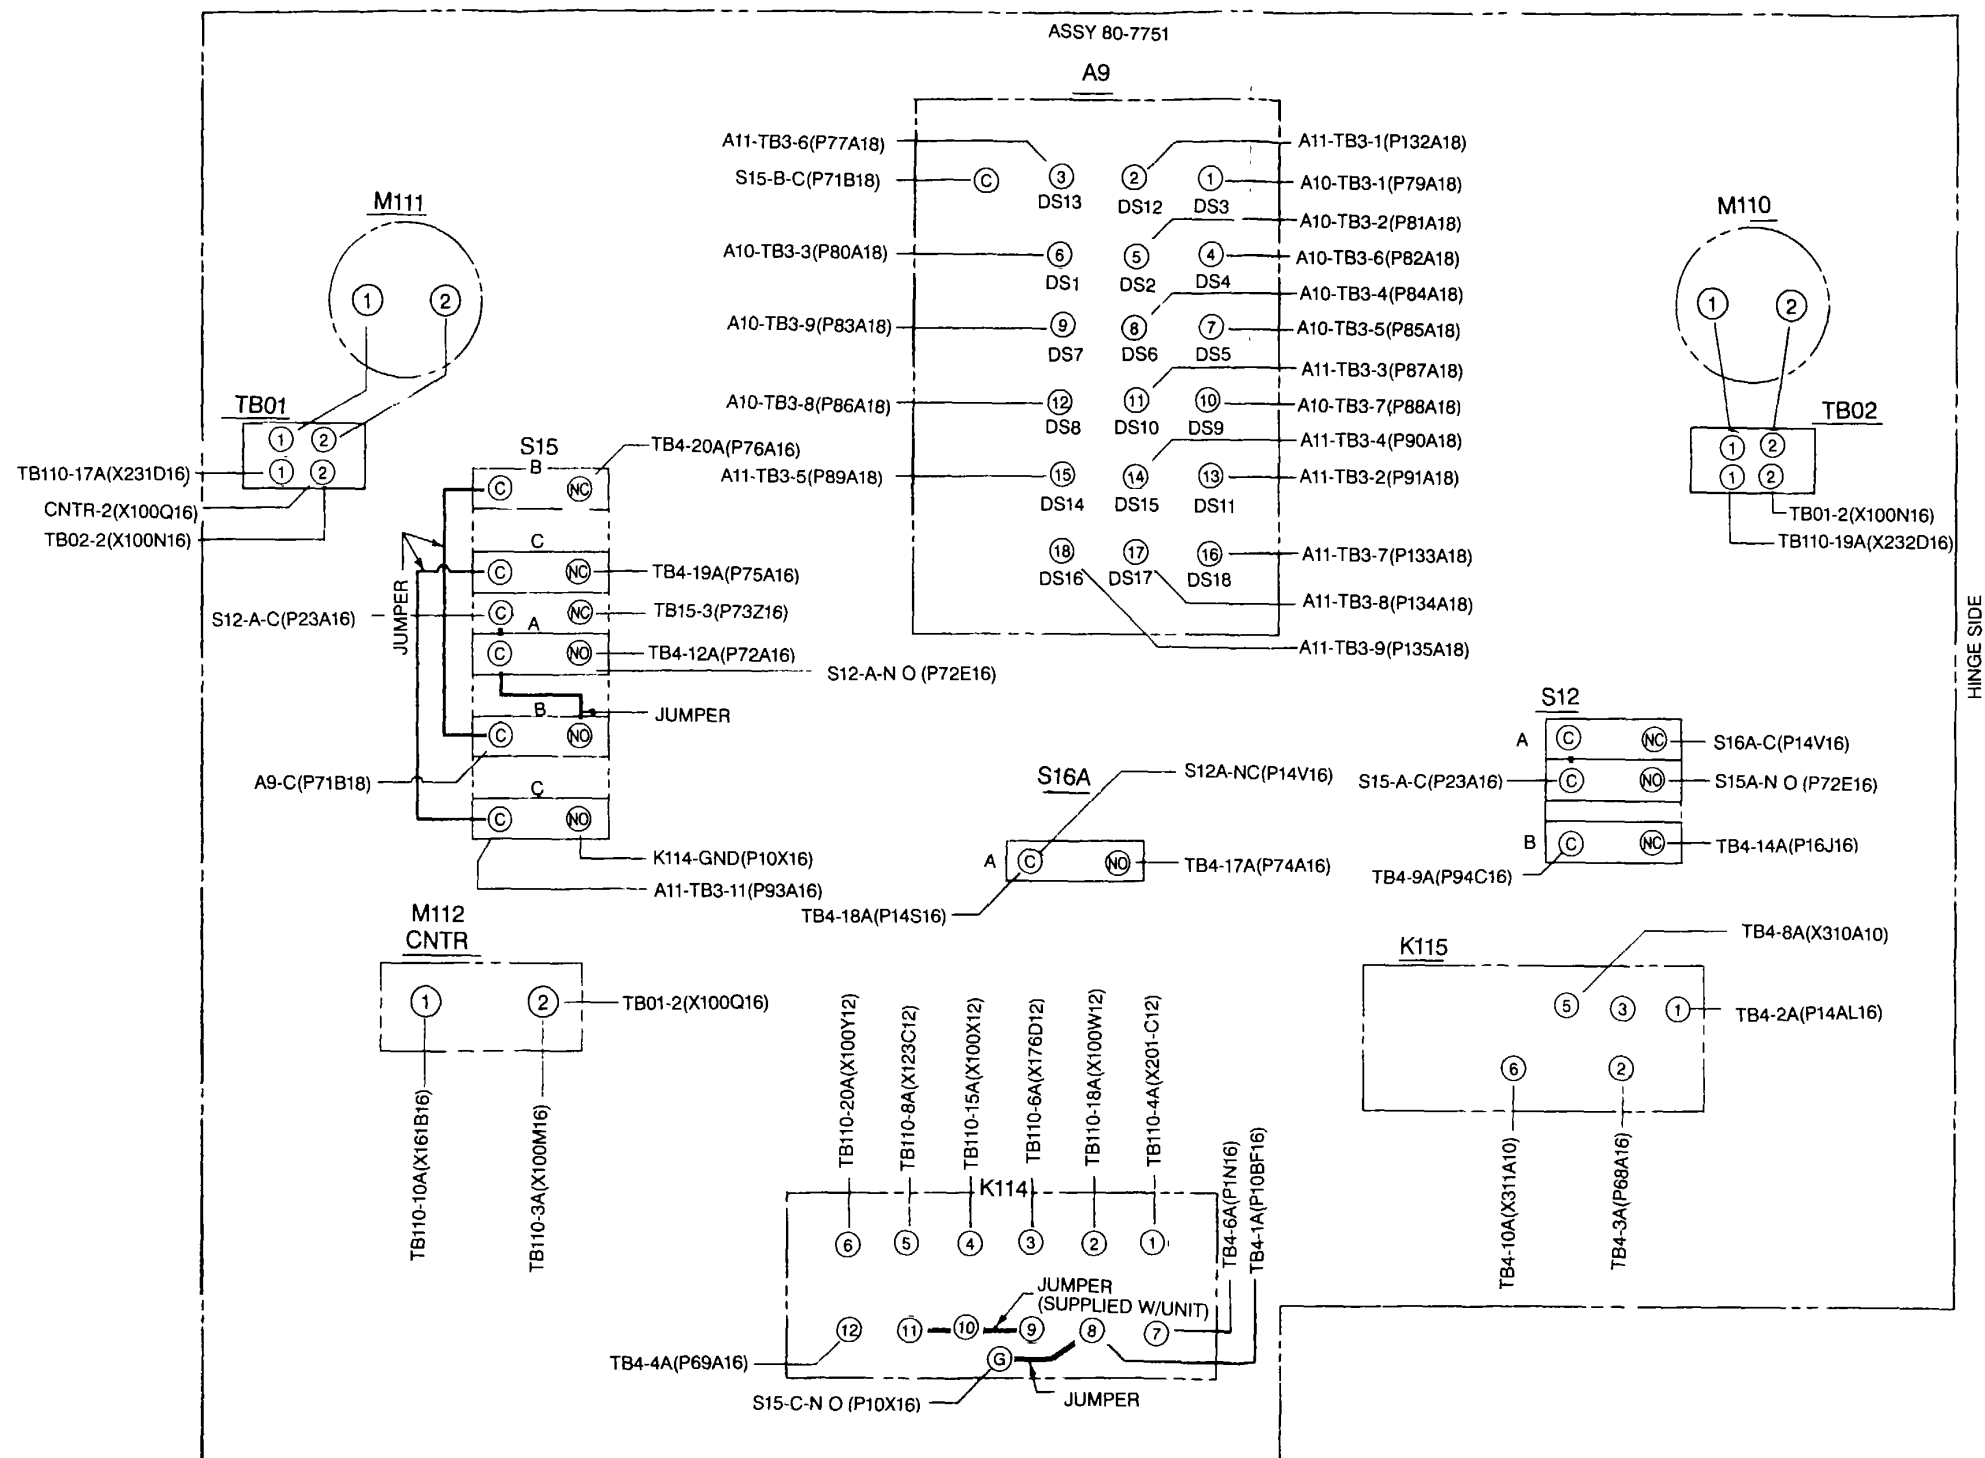 ASSY 80-7751
A9
A11-TB3-6(P77A18)
S15-B-C(P71B18)
A10-TB3-3(P80A18)
A10-TB3-9(P83A18)
A10-TB3-8(P86A18)
A11-TB3-5(P89A18)
C
3
DS13
2
DS12
1
DS3
6
DS1
5
DS2
4
DS4
9
DS7
8
DS6
7
DS5
12
DS8
11
DS10
10
DS9
15
DS14
14
DS15
13
DS11
18
DS16
17
DS17
16
DS18
A11-TB3-1(P132A18)
A10-TB3-1(P79A18)
A10-TB3-2(P81A18)
A10-TB3-6(P82A18)
A10-TB3-4(P84A18)
A10-TB3-5(P85A18)
A11-TB3-3(P87A18)
A10-TB3-7(P88A18)
A11-TB3-4(P90A18)
A11-TB3-2(P91A18)
A11-TB3-7(P133A18)
A11-TB3-8(P134A18)
A11-TB3-9(P135A18)
M111
1
2
TB01
1
2
1
2
TB110-17A(X231D16)
CNTR-2(X100Q16)
TB02-2(X100N16)
M110
1
2
TB02
1
2
1
2
TB01-2(X100N16)
TB110-19A(X232D16)
HINGE SIDE
S15
B
C
NC
TB4-20A(P76A16)
C
C
NC
TB4-19A(P75A16)
S12-A-C(P23A16)
JUMPER
C
NC
TB15-3(P73Z16)
A
C
NO
TB4-12A(P72A16)
S12-A-N O (P72E16)
JUMPER
B
C
NO
A9-C(P71B18)
C
C
NO
K114-GND(P10X16)
A11-TB3-11(P93A16)
S16A
A
C
NO
S12A-NC(P14V16)
TB4-17A(P74A16)
TB4-18A(P14S16)
S12
A
C
NC
S16A-C(P14V16)
S15-A-C(P23A16)
C
NO
S15A-N O (P72E16)
B
C
NC
TB4-14A(P16J16)
TB4-9A(P94C16)
M112
CNTR
1
2
TB01-2(X100Q16)
TB110-10A(X161B16)
TB110-3A(X100M16)
K115
TB4-8A(X310A10)
5
3
1
TB4-2A(P14AL16)
6
2
TB4-10A(X311A10)
TB4-3A(P68A16)
TB110-20A(X100Y12)
TB110-8A(X123C12)
TB110-15A(X100X12)
TB110-6A(X176D12)
TB110-18A(X100W12)
TB110-4A(X201-C12)
TB4-6A(P1N16)
TB4-1A(P10BF16)
K114
6
5
4
3
2
1
JUMPER
(SUPPLIED W/UNIT)
12
11
10
9
8
7
G
TB4-4A(P69A16)
S15-C-N O (P10X16)
JUMPER